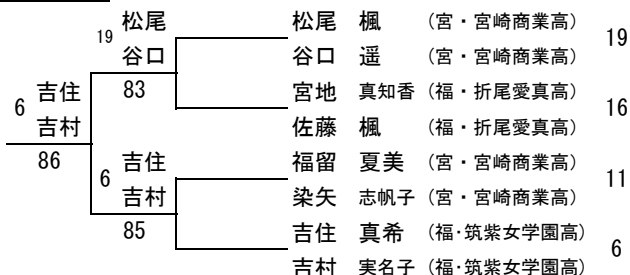 松尾 松尾 楓 (宮・宮崎商業高) 19
19
谷口 谷口 遥 (宮・宮崎商業高)
吉住 83 宮地 真知香 (福・折尾愛真高) 16
6
吉村 佐藤 楓 (福・折尾愛真高)
86 吉住 福留 夏美 (宮・宮崎商業高) 11
6
吉村 染矢 志帆子 (宮・宮崎商業高)
85 吉住 真希 (福・筑紫女学園高) 6
吉村 実名子 (福・筑紫女学園高)